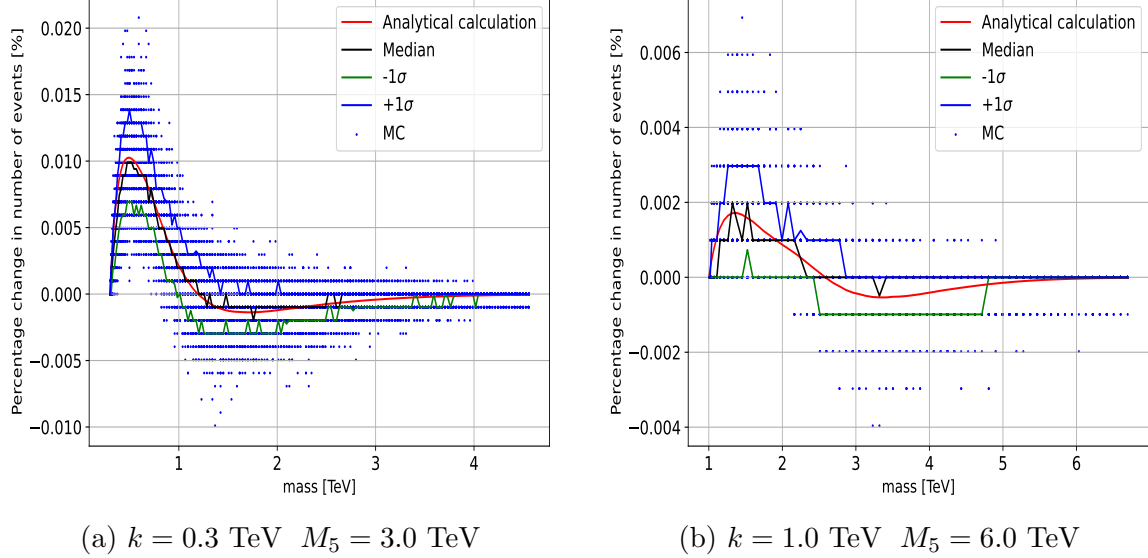 Percentage change in number of events [%]
0.020
0.015
0.010
0.005
0.000
−0.005
−0.010
1
2
3
4
mass [TeV]
Analytical calculation
Median
-1σ
+1σ
MC
(a) k = 0.3 TeV M5 = 3.0 TeV
Percentage change in number of events [%]
0.006
0.004
0.002
0.000
−0.002
−0.004
1
2
3
4
5
6
mass [TeV]
Analytical calculation
Median
-1σ
+1σ
MC
(b) k = 1.0 TeV M5 = 6.0 TeV